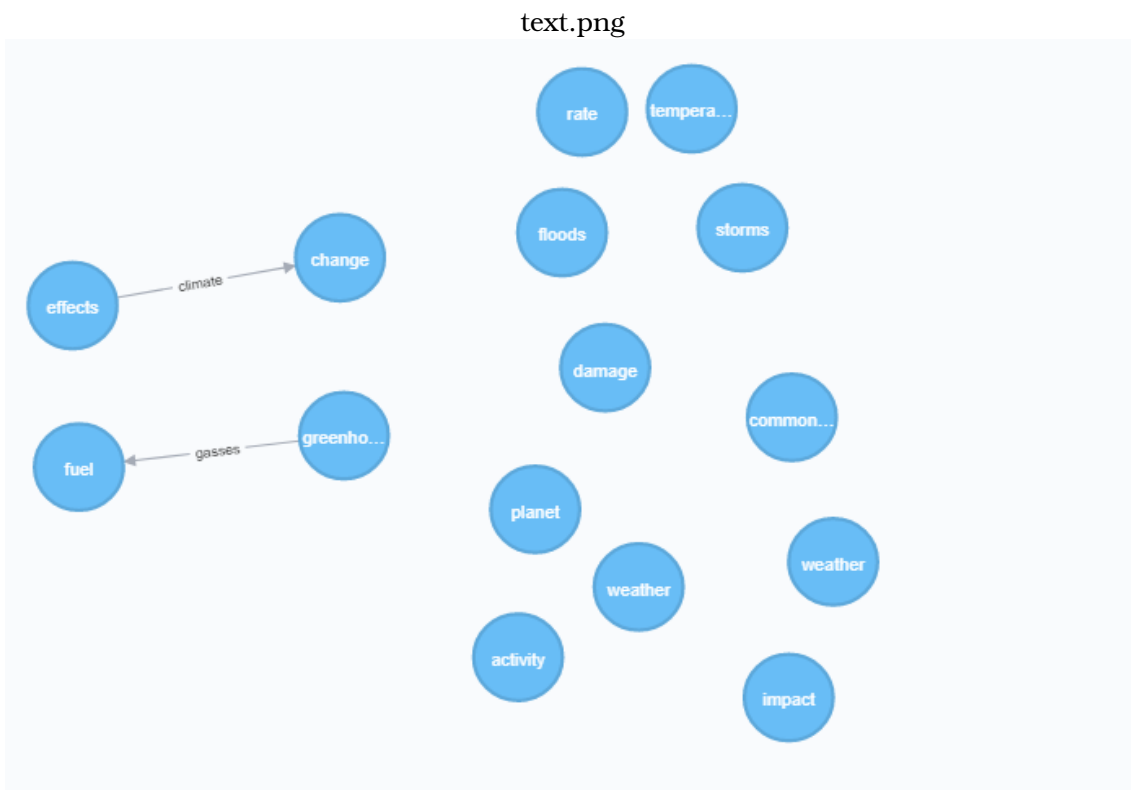 text.png
rate
tempera...
floods
storms
change
climate
effects
damage
common...
greenho...
gasses
fuel
planet
weather
weather
activity
impact